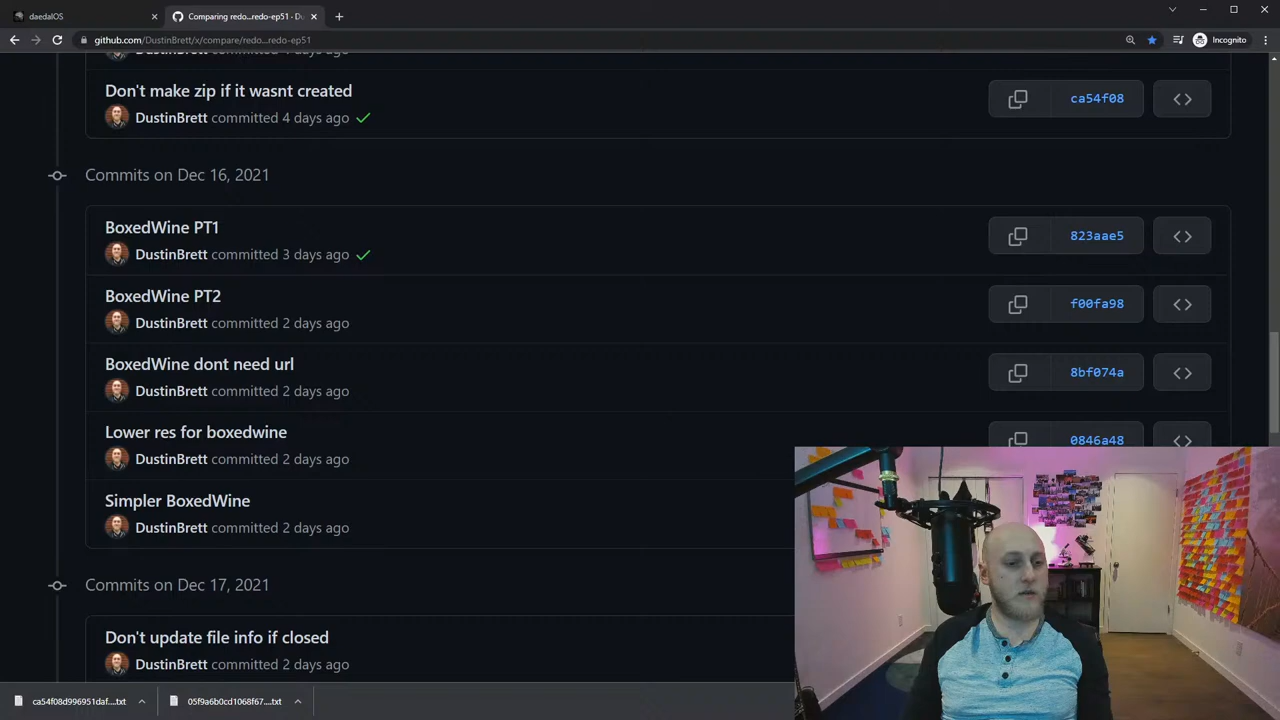 daedalOS
Comparing redo...redo-ep51 · Du
github.com/DustinBrett/x/compare/redo...redo-ep51
Incognito
Don't make zip if it wasnt created
DustinBrett committed 4 days ago
ca54f08
Commits on Dec 16, 2021
BoxedWine PT1
DustinBrett committed 3 days ago
823aae5
BoxedWine PT2
DustinBrett committed 2 days ago
f00fa98
BoxedWine dont need url
DustinBrett committed 2 days ago
8bf074a
Lower res for boxedwine
DustinBrett committed 2 days ago
0846a48
Simpler BoxedWine
DustinBrett committed 2 days ago
Commits on Dec 17, 2021
Don't update file info if closed
DustinBrett committed 2 days ago
ca54f08d996951daf....txt
05f9a6b0cd1068f67....txt